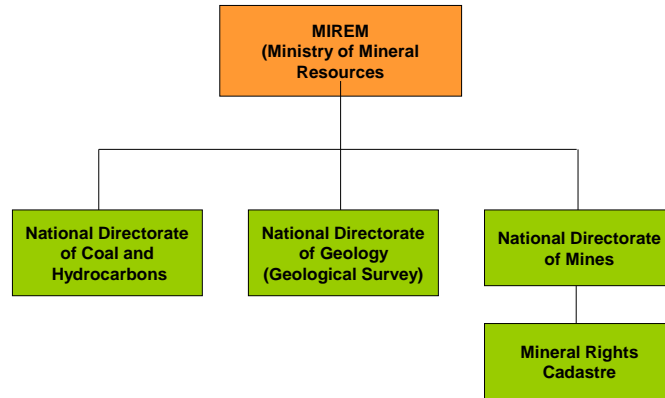 MIREM
(Ministry of Mineral
Resources
National Directorate
of Coal and
Hydrocarbons
National Directorate
of Geology
(Geological Survey)
National Directorate
of Mines
Mineral Rights
Cadastre